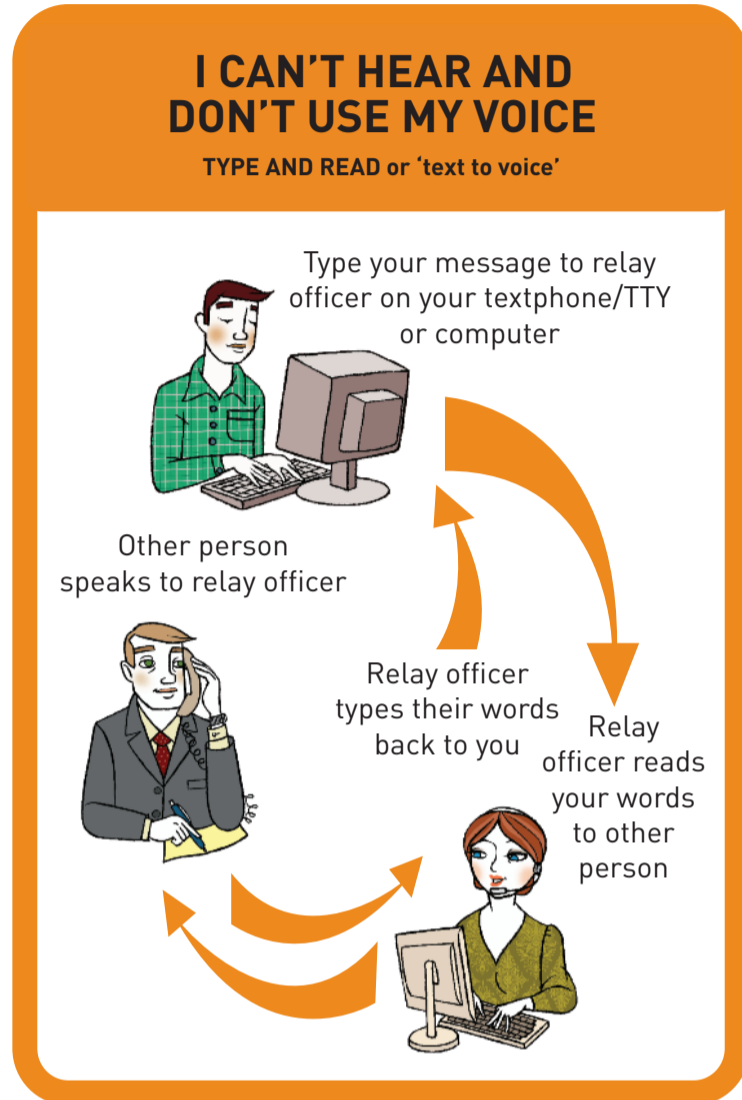 I CAN'T HEAR AND
DON'T USE MY VOICE
TYPE AND READ or ‘text to voice’
Type your message to relay
officer on your textphone/TTY
or computer
Other person
speaks to relay officer
Relay officer
types their words
back to you
Relay
officer reads
your words
to other
person